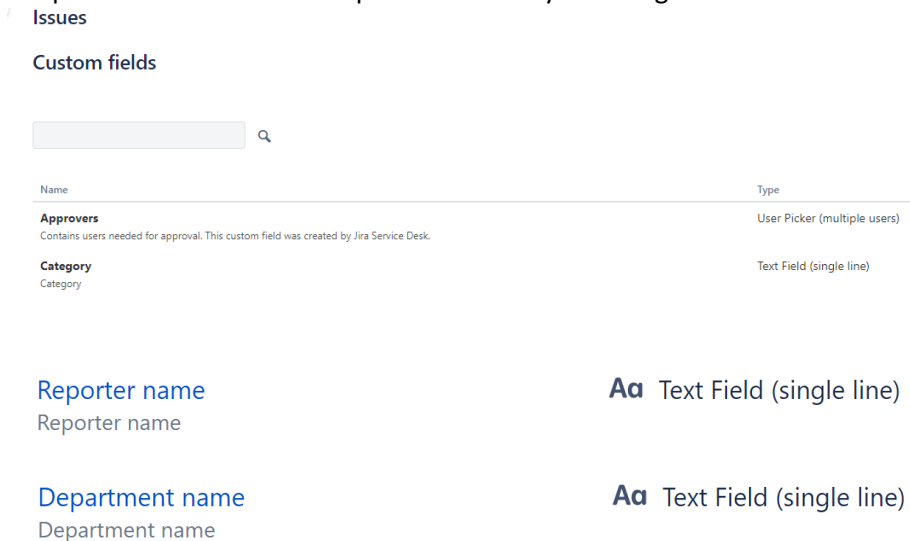 Issues
Custom fields
Name Type
Approvers User Picker (multiple users)
Contains users needed for approval. This custom field was created by Jira Service Desk.
Category Text Field (single line)
Category
Reporter name Aa Text Field (single line)
Reporter name
Department name Aa Text Field (single line)
Department name